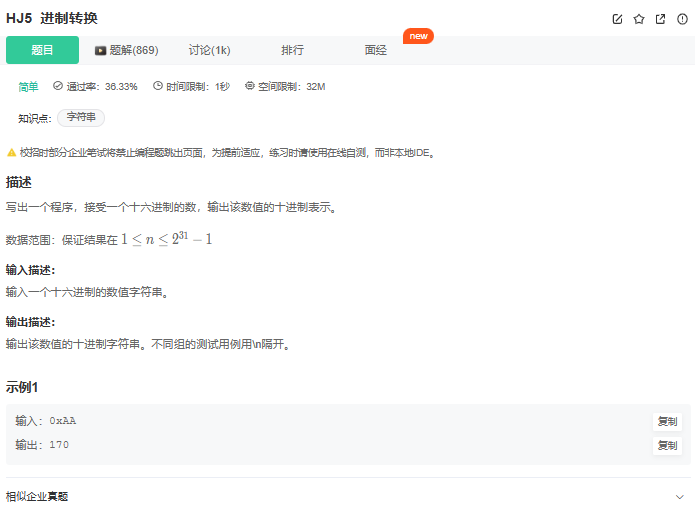 HJ5 进制转换
new
题目 题解(869) 讨论(1k) 排行 面经
简单 通过率：36.33% 时间限制：1秒 空间限制：32M
知识点： 字符串
校招时部分企业笔试将禁止编程题跳出页面，为提前适应，练习时请使用在线自测，而非本地IDE。
描述
写出一个程序，接受一个十六进制的数，输出该数值的十进制表示。
数据范围：保证结果在 1 ≤ n ≤ 2^31 − 1
输入描述：
输入一个十六进制的数值字符串。
输出描述：
输出该数值的十进制字符串。不同组的测试用例用\n隔开。
示例1
输入：0xAA 复制
输出：170 复制
相似企业真题